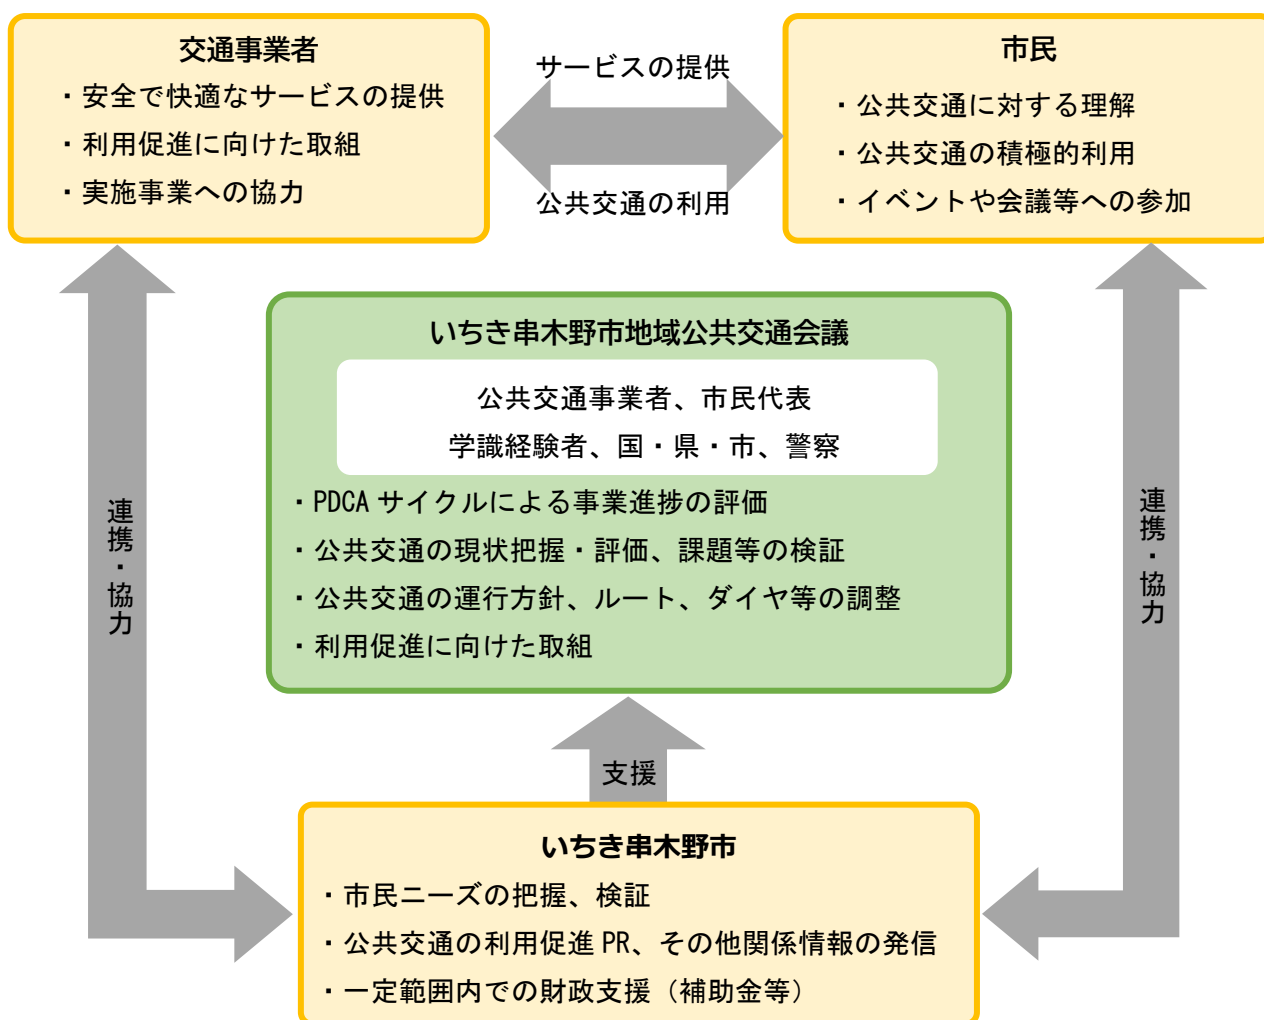 交通事業者
・安全で快適なサービスの提供
・利用促進に向けた取組
・実施事業への協力
サービスの提供
公共交通の利用
市民
・公共交通に対する理解
・公共交通の積極的利用
・イベントや会議等への参加
いちき串木野市地域公共交通会議
公共交通事業者、市民代表
学識経験者、国・県・市、警察
・PDCA サイクルによる事業進捗の評価
・公共交通の現状把握・評価、課題等の検証
・公共交通の運行方針、ルート、ダイヤ等の調整
・利用促進に向けた取組
連携・協力
連携・協力
支援
いちき串木野市
・市民ニーズの把握、検証
・公共交通の利用促進 PR、その他関係情報の発信
・一定範囲内での財政支援（補助金等）